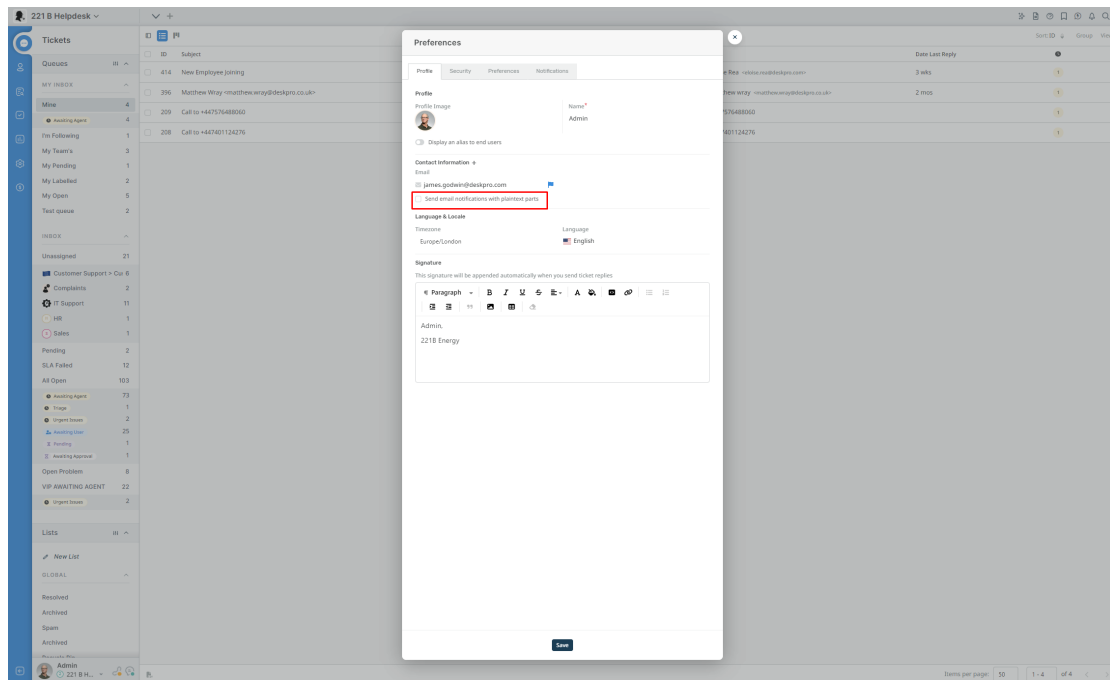 221 B Helpdesk
Tickets
Queues
MY INBOX
Mine 4
Awaiting Agent 4
I'm Following 1
My Team's 3
My Pending 1
My Labelled 2
My Open 5
Test queue 2
INBOX
Unassigned 21
Customer Support > Cu 6
Complaints 2
IT Support 11
HR 1
Sales 1
Pending 2
SLA Failed 12
All Open 103
Awaiting Agent 73
Triage 1
Urgent Issues 2
Awaiting User 25
Pending 1
Awaiting Approval 1
Open Problem 8
VIP AWAITING AGENT 22
Urgent Issues 2
Lists
New List
GLOBAL
Resolved
Archived
Spam
Archived
Admin
221 B H...
Sort: ID Group
ID Subject Date Last Reply
414 New Employee Joining 3 wks 1
396 Matthew Wray <matthew.wray@deskpro.co.uk> 2 mos 1
209 Call to +447576488060 1
208 Call to +447401124276 1
Preferences
Profile Security Preferences Notifications
Profile
Profile Image
Name*
Admin
Display an alias to end users
Contact Information
Email
james.godwin@deskpro.com
Send email notifications with plaintext parts
Language & Locale
Timezone Language
Europe/London English
Signature
This signature will be appended automatically when you send ticket replies
Paragraph B I U S A
Admin,
221B Energy
Save
Items per page: 50 1 - 4 of 4